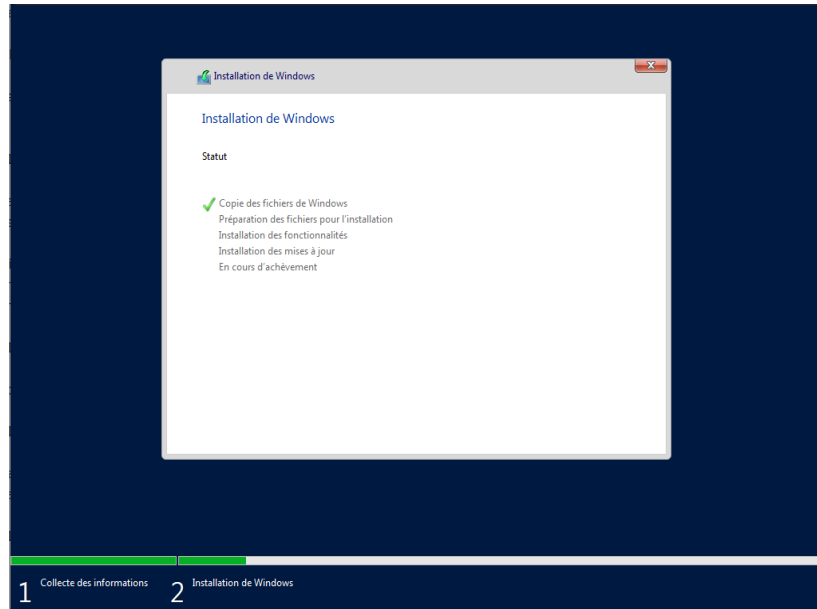 Installation de Windows
Installation de Windows
Statut
Copie des fichiers de Windows
Préparation des fichiers pour l'installation
Installation des fonctionnalités
Installation des mises à jour
En cours d'achèvement
1 Collecte des informations 2 Installation de Windows